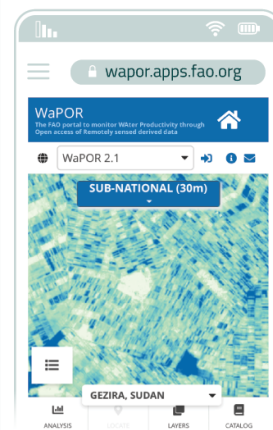 wapor.apps.fao.org
WaPOR
The FAO portal to monitor WAter Productivity through
Open access of Remotely sensed derived data
WaPOR 2.1
SUB-NATIONAL (30m)
GEZIRA, SUDAN
ANALYSIS LAYERS CATALOG